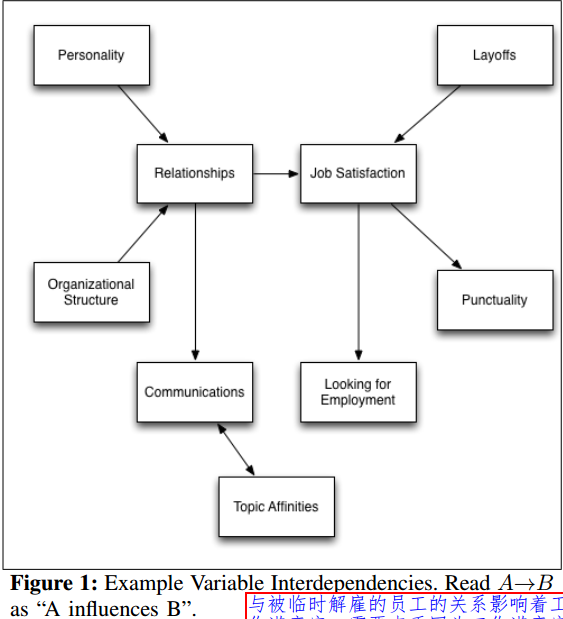 Personality
Layoffs
Relationships
Job Satisfaction
Organizational
Structure
Punctuality
Communications
Looking for
Employment
Topic Affinities
Figure 1: Example Variable Interdependencies. Read A→B
as “A influences B”.
与被临时解雇的员工的关系影响着工